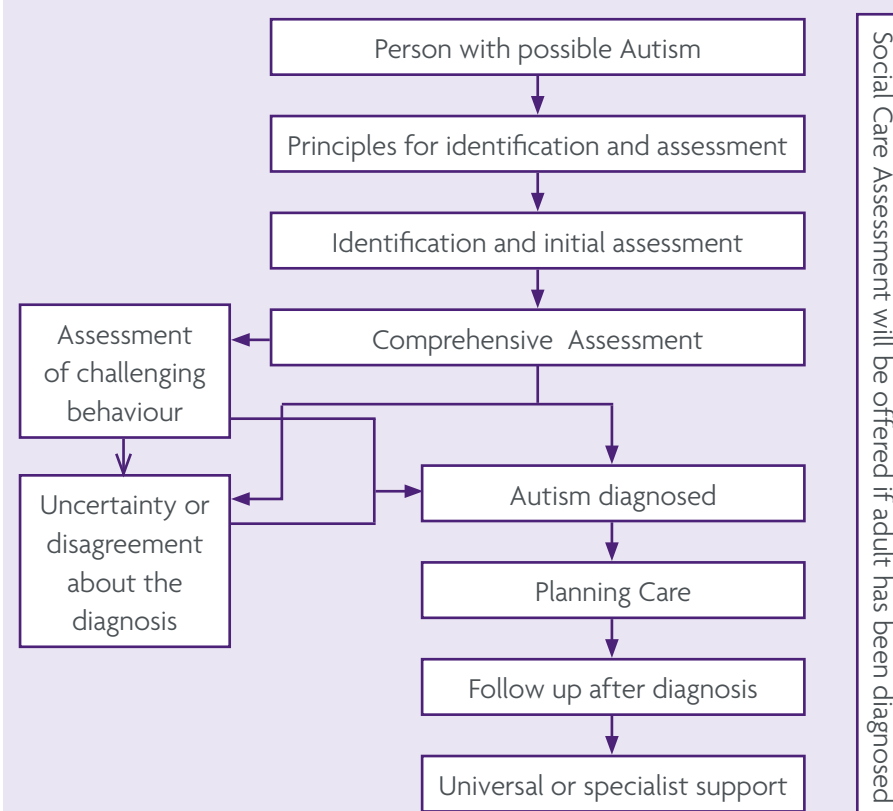 Person with possible Autism
Principles for identification and assessment
Identification and initial assessment
Comprehensive Assessment
Assessment
of challenging
behaviour
Uncertainty or
disagreement
about the
diagnosis
Autism diagnosed
Planning Care
Follow up after diagnosis
Universal or specialist support
Social Care Assessment will be offered if adult has been diagnosed